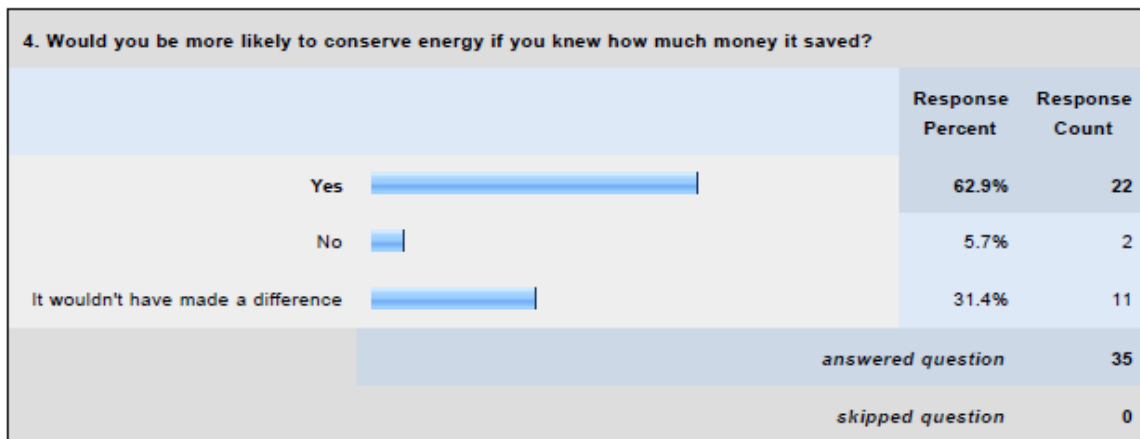 4. Would you be more likely to conserve energy if you knew how much money it saved?
Response Percent Response Count
Yes 62.9% 22
No 5.7% 2
It wouldn't have made a difference 31.4% 11
answered question 35
skipped question 0